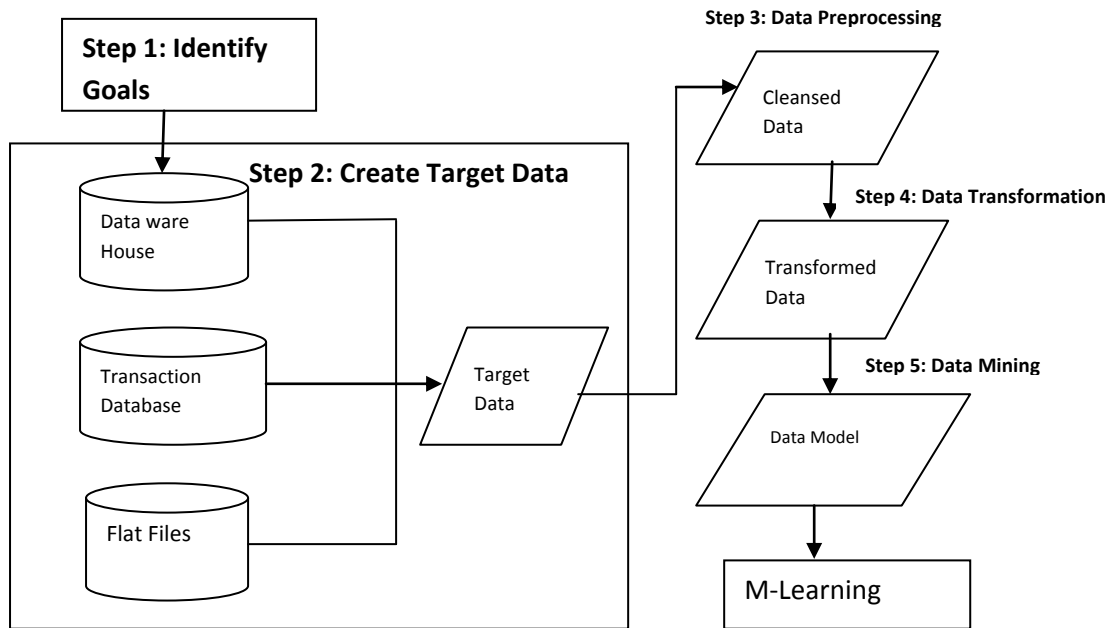 Step 1: Identify
Goals
Step 2: Create Target Data
Data ware
House
Transaction
Database
Flat Files
Target
Data
Step 3: Data Preprocessing
Cleansed
Data
Step 4: Data Transformation
Transformed
Data
Step 5: Data Mining
Data Model
M-Learning